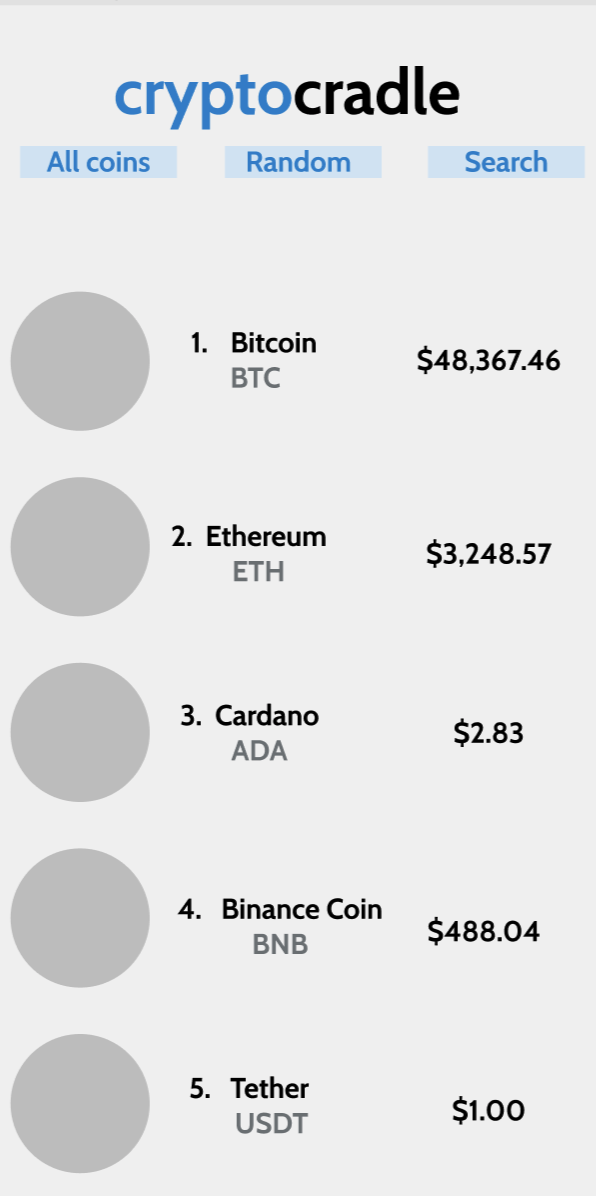 cryptocradle
All coins Random Search
1. Bitcoin
BTC
$48,367.46
2. Ethereum
ETH
$3,248.57
3. Cardano
ADA
$2.83
4. Binance Coin
BNB
$488.04
5. Tether
USDT
$1.00